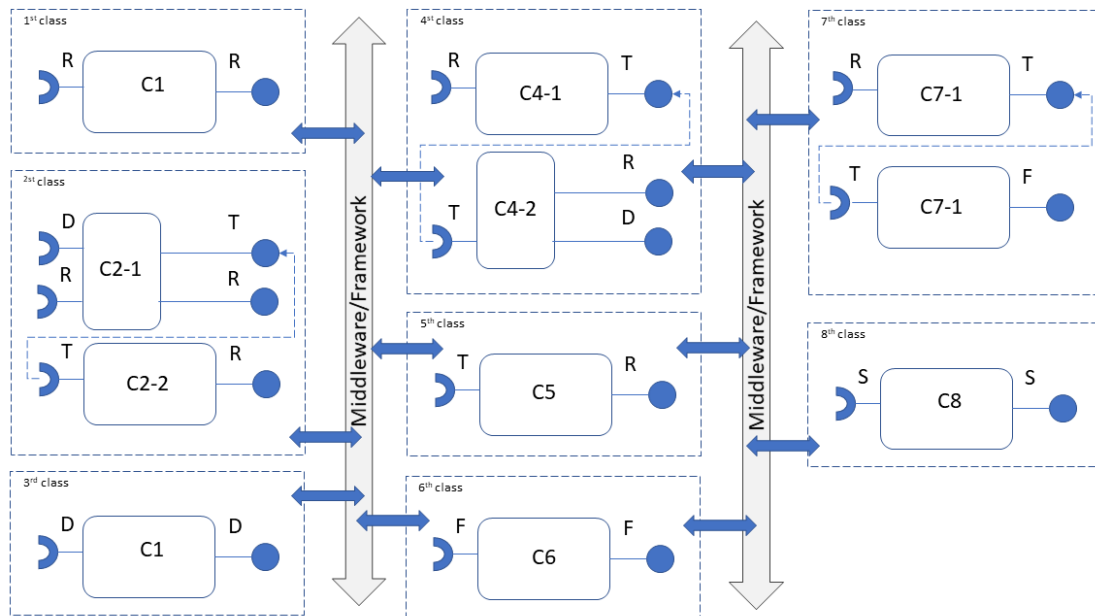 1st class
R
R
C1
2st class
D
T
C2-1
R
R
T
R
C2-2
3rd class
D
D
C1
Middleware/Framework
4st class
R
T
C4-1
R
T
C4-2
D
5th class
T
R
C5
6th class
F
F
C6
Middleware/Framework
7th class
R
T
C7-1
T
F
C7-1
8th class
S
S
C8